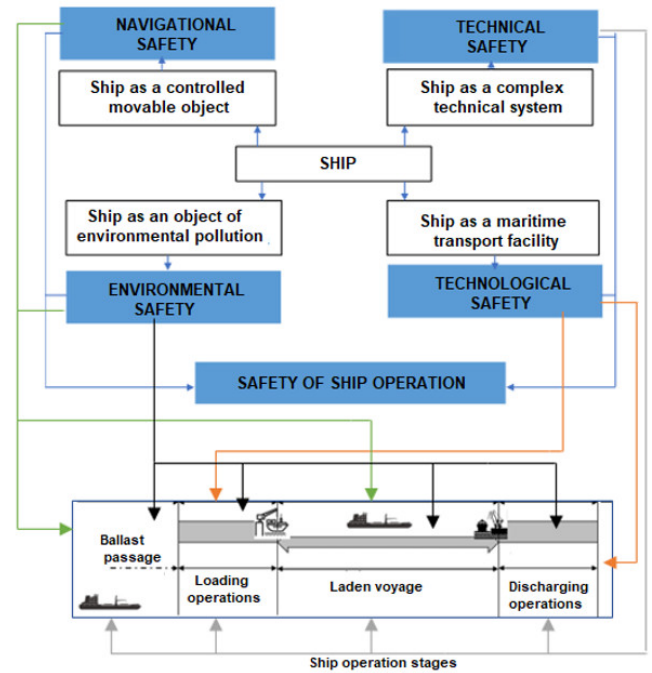 NAVIGATIONAL
SAFETY
TECHNICAL
SAFETY
Ship as a controlled
movable object
Ship as a complex
technical system
SHIP
Ship as an object of
environmental pollution
Ship as a maritime
transport facility
ENVIRONMENTAL
SAFETY
TECHNOLOGICAL
SAFETY
SAFETY OF SHIP OPERATION
Ballast
passage
Loading
operations
Laden voyage
Discharging
operations
Ship operation stages